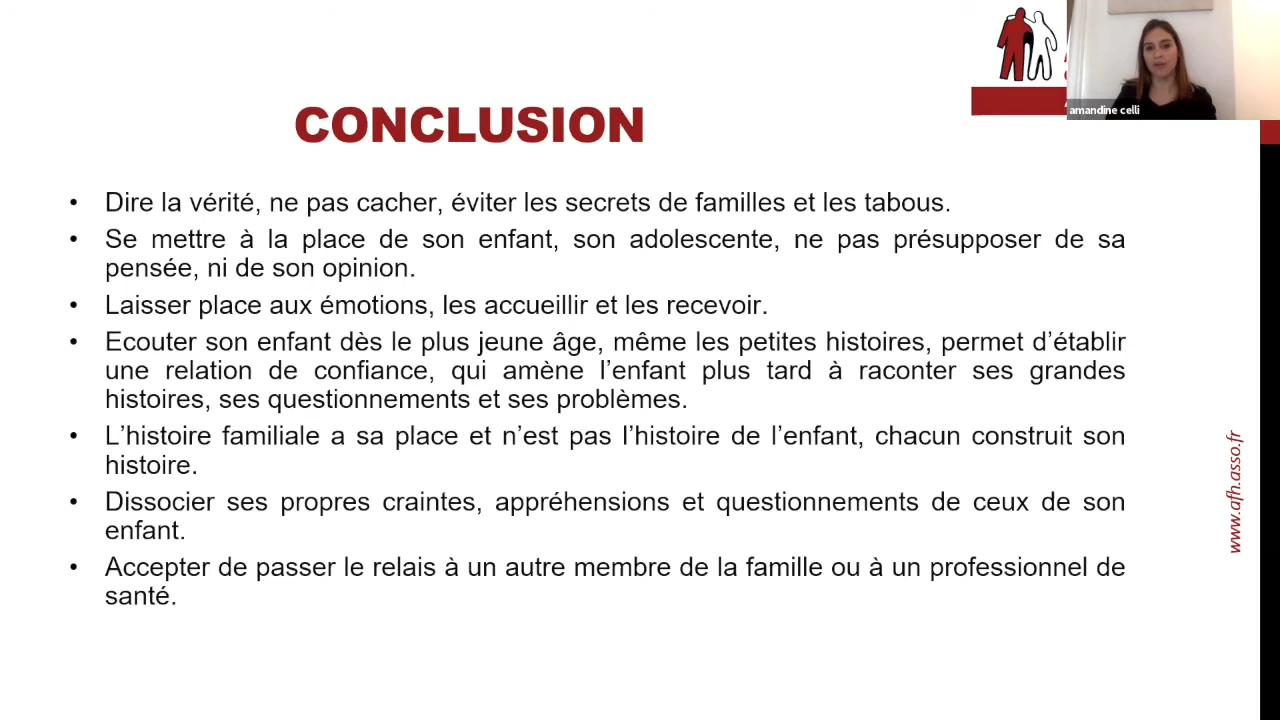 amandine celli
CONCLUSION
• Dire la vérité, ne pas cacher, éviter les secrets de familles et les tabous.
• Se mettre à la place de son enfant, son adolescente, ne pas présupposer de sa
pensée, ni de son opinion.
• Laisser place aux émotions, les accueillir et les recevoir.
• Ecouter son enfant dès le plus jeune âge, même les petites histoires, permet d’établir
une relation de confiance, qui amène l’enfant plus tard à raconter ses grandes
histoires, ses questionnements et ses problèmes.
• L’histoire familiale a sa place et n’est pas l’histoire de l’enfant, chacun construit son
histoire.
• Dissocier ses propres craintes, appréhensions et questionnements de ceux de son
enfant.
• Accepter de passer le relais à un autre membre de la famille ou à un professionnel de
santé.
www.afh.asso.fr